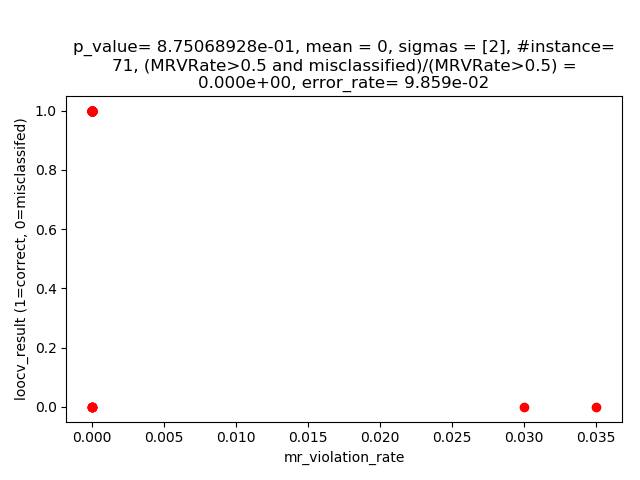 p_value= 8.75068928e-01, mean = 0, sigmas = [2], #instance=
71, (MRVRate>0.5 and misclassified)/(MRVRate>0.5) =
0.000e+00, error_rate= 9.859e-02
1.0
0.8
0.6
0.4
0.2
0.0
loocv_result (1=correct, 0=misclassifed)
0.000 0.005 0.010 0.015 0.020 0.025 0.030 0.035
mr_violation_rate